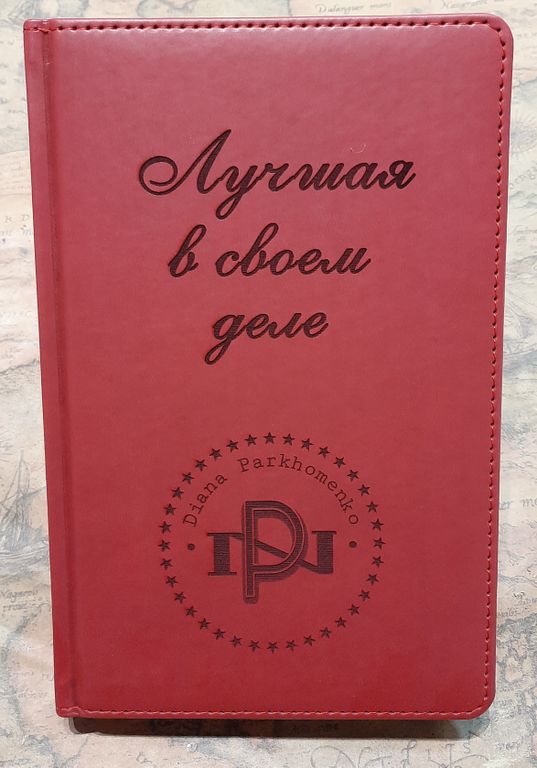 Лучшая
в своем
деле
Diana Parkhomenko